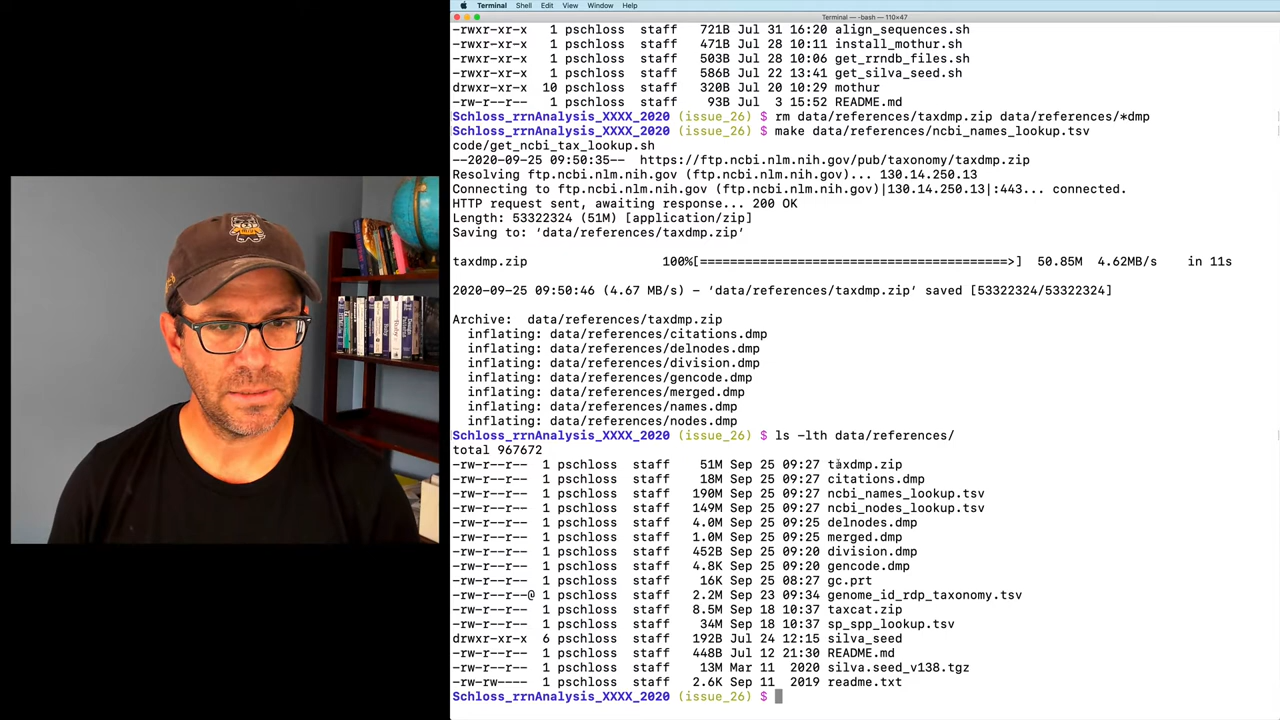 Terminal Shell Edit View Window Help
Terminal — -bash — 110×47
-rwxr-xr-x 1 pschloss staff 721B Jul 31 16:20 align_sequences.sh
-rwxr-xr-x 1 pschloss staff 471B Jul 28 10:11 install_mothur.sh
-rwxr-xr-x 1 pschloss staff 503B Jul 28 10:06 get_rrndb_files.sh
-rwxr-xr-x 1 pschloss staff 586B Jul 22 13:41 get_silva_seed.sh
drwxr-xr-x 10 pschloss staff 320B Jul 20 10:29 mothur
-rw-r--r-- 1 pschloss staff 93B Jul 3 15:52 README.md
Schloss_rrnAnalysis_XXXX_2020 (issue_26) $ rm data/references/taxdmp.zip data/references/*dmp
Schloss_rrnAnalysis_XXXX_2020 (issue_26) $ make data/references/ncbi_names_lookup.tsv
code/get_ncbi_tax_lookup.sh
--2020-09-25 09:50:35-- https://ftp.ncbi.nlm.nih.gov/pub/taxonomy/taxdmp.zip
Resolving ftp.ncbi.nlm.nih.gov (ftp.ncbi.nlm.nih.gov)... 130.14.250.13
Connecting to ftp.ncbi.nlm.nih.gov (ftp.ncbi.nlm.nih.gov)|130.14.250.13|:443... connected.
HTTP request sent, awaiting response... 200 OK
Length: 53322324 (51M) [application/zip]
Saving to: ‘data/references/taxdmp.zip’
taxdmp.zip 100%[=========================================>] 50.85M 4.62MB/s in 11s
2020-09-25 09:50:46 (4.67 MB/s) - ‘data/references/taxdmp.zip’ saved [53322324/53322324]
Archive: data/references/taxdmp.zip
inflating: data/references/citations.dmp
inflating: data/references/delnodes.dmp
inflating: data/references/division.dmp
inflating: data/references/gencode.dmp
inflating: data/references/merged.dmp
inflating: data/references/names.dmp
inflating: data/references/nodes.dmp
Schloss_rrnAnalysis_XXXX_2020 (issue_26) $ ls -lth data/references/
total 967672
-rw-r--r-- 1 pschloss staff 51M Sep 25 09:27 taxdmp.zip
-rw-r--r-- 1 pschloss staff 18M Sep 25 09:27 citations.dmp
-rw-r--r-- 1 pschloss staff 190M Sep 25 09:27 ncbi_names_lookup.tsv
-rw-r--r-- 1 pschloss staff 149M Sep 25 09:27 ncbi_nodes_lookup.tsv
-rw-r--r-- 1 pschloss staff 4.0M Sep 25 09:25 delnodes.dmp
-rw-r--r-- 1 pschloss staff 1.0M Sep 25 09:25 merged.dmp
-rw-r--r-- 1 pschloss staff 452B Sep 25 09:20 division.dmp
-rw-r--r-- 1 pschloss staff 4.8K Sep 25 09:20 gencode.dmp
-rw-r--r-- 1 pschloss staff 16K Sep 25 08:27 gc.prt
-rw-r--r--@ 1 pschloss staff 2.2M Sep 23 09:34 genome_id_rdp_taxonomy.tsv
-rw-r--r-- 1 pschloss staff 8.5M Sep 18 10:37 taxcat.zip
-rw-r--r-- 1 pschloss staff 34M Sep 18 10:37 sp_spp_lookup.tsv
drwxr-xr-x 6 pschloss staff 192B Jul 24 12:15 silva_seed
-rw-r--r-- 1 pschloss staff 448B Jul 12 21:30 README.md
-rw-r--r-- 1 pschloss staff 13M Mar 11 2020 silva.seed_v138.tgz
-rw-rw---- 1 pschloss staff 2.6K Sep 11 2019 readme.txt
Schloss_rrnAnalysis_XXXX_2020 (issue_26) $